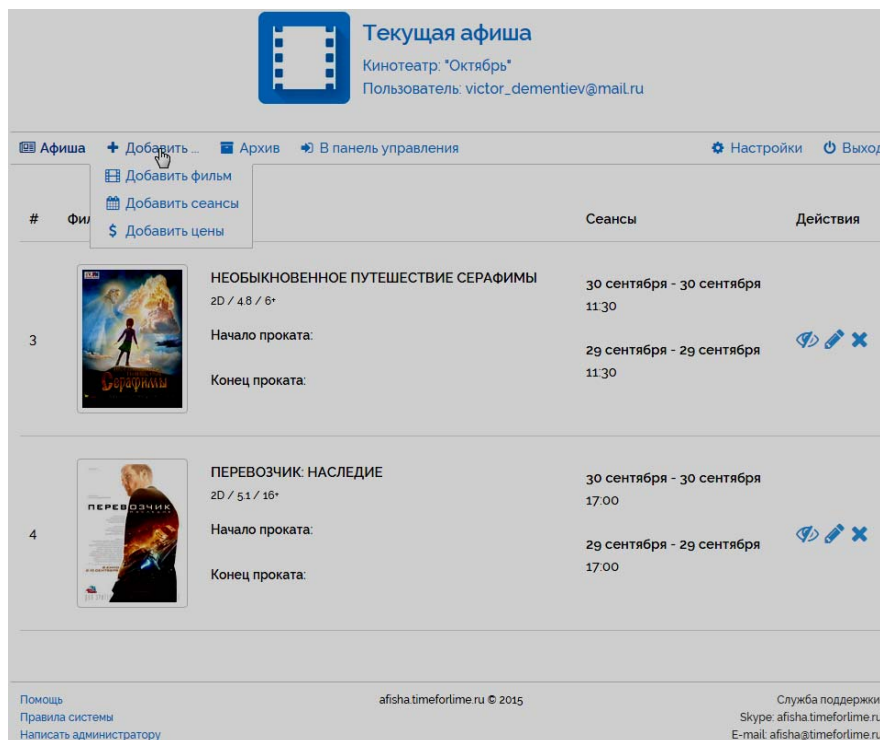 Текущая афиша
Кинотеатр: "Октябрь"
Пользователь: victor_dementiev@mail.ru
Афиша Добавить ... Архив В панель управления Настройки Выход
Добавить фильм
Добавить сеансы
Добавить цены
# Сеансы Действия
3
НЕОБЫКНОВЕННОЕ ПУТЕШЕСТВИЕ СЕРАФИМЫ
2D / 4.8 / 6+
Начало проката:
Конец проката:
Серафимы
30 сентября - 30 сентября
11:30
29 сентября - 29 сентября
11:30
4
ПЕРЕВОЗЧИК: НАСЛЕДИЕ
2D / 5.1 / 16+
Начало проката:
Конец проката:
ПЕРЕВОЗЧИК
30 сентября - 30 сентября
17:00
29 сентября - 29 сентября
17:00
Помощь
Правила системы
Написать администратору
afisha.timeforlime.ru © 2015
Служба поддержки
Skype: afisha.timeforlime.ru
E-mail: afisha@timeforlime.ru